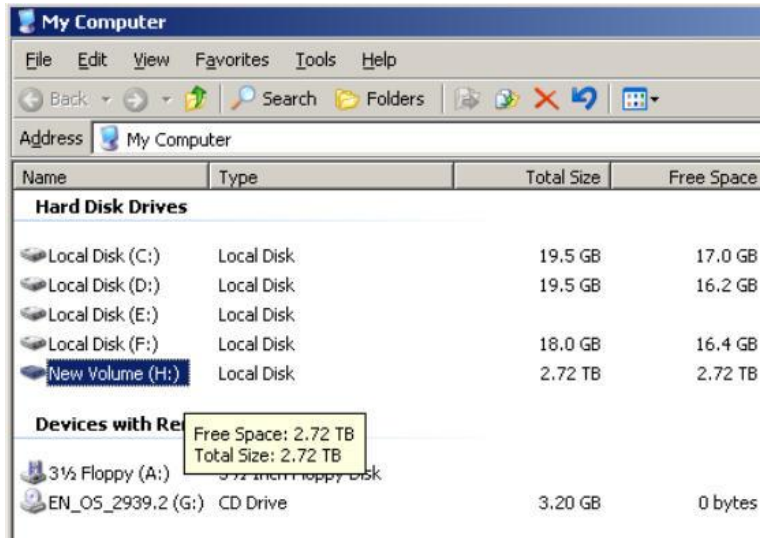 My Computer
File Edit View Favorites Tools Help
Back Search Folders
Address My Computer
Name Type Total Size Free Space
Hard Disk Drives
Local Disk (C:) Local Disk 19.5 GB 17.0 GB
Local Disk (D:) Local Disk 19.5 GB 16.2 GB
Local Disk (E:) Local Disk
Local Disk (F:) Local Disk 18.0 GB 16.4 GB
New Volume (H:) Local Disk 2.72 TB 2.72 TB
Devices with
Free Space: 2.72 TB
Total Size: 2.72 TB
3½ Floppy (A:) Disk
EN_OS_2939.2 (G:) CD Drive 3.20 GB 0 bytes